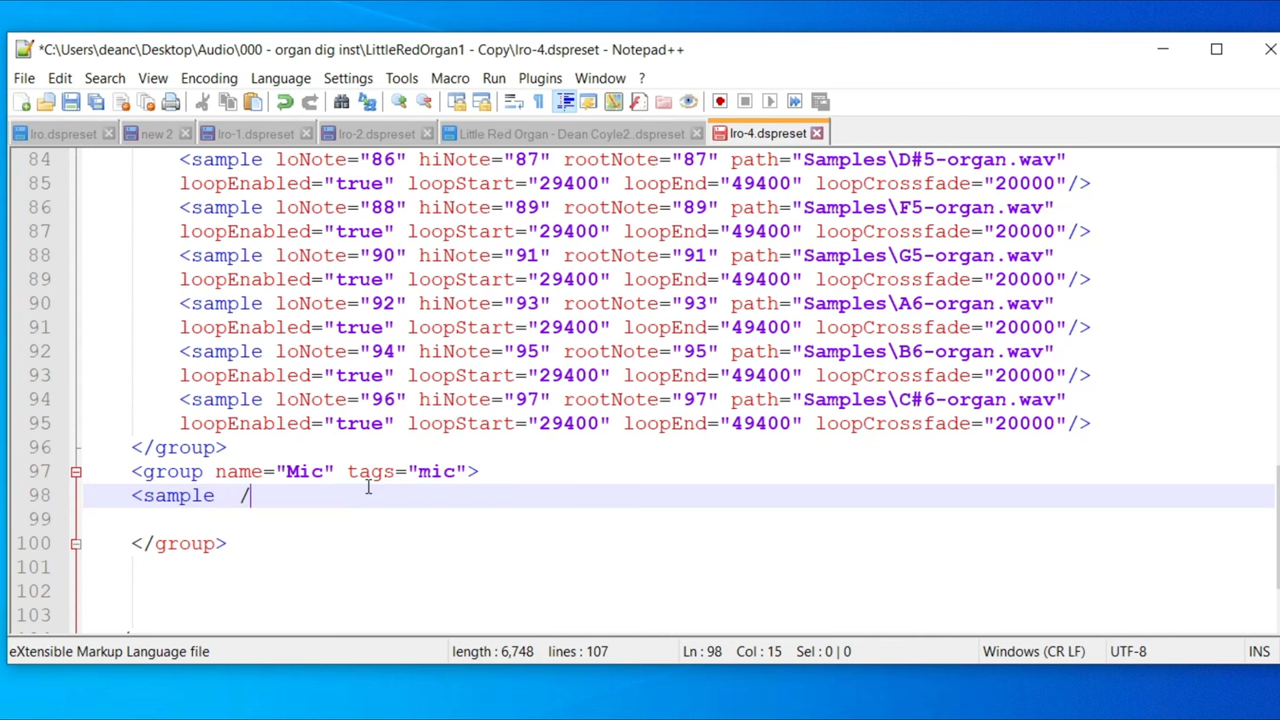 *C:\Users\deanc\Desktop\Audio\000 - organ dig inst\LittleRedOrgan1 - Copy\lro-4.dspreset - Notepad++
File Edit Search View Encoding Language Settings Tools Macro Run Plugins Window ?
lro.dspreset new 2 lro-1.dspreset lro-2.dspreset Little Red Organ - Dean Coyle2..dspreset lro-4.dspreset
84 <sample loNote="86" hiNote="87" rootNote="87" path="Samples\D#5-organ.wav"
85 loopEnabled="true" loopStart="29400" loopEnd="49400" loopCrossfade="20000"/>
86 <sample loNote="88" hiNote="89" rootNote="89" path="Samples\F5-organ.wav"
87 loopEnabled="true" loopStart="29400" loopEnd="49400" loopCrossfade="20000"/>
88 <sample loNote="90" hiNote="91" rootNote="91" path="Samples\G5-organ.wav"
89 loopEnabled="true" loopStart="29400" loopEnd="49400" loopCrossfade="20000"/>
90 <sample loNote="92" hiNote="93" rootNote="93" path="Samples\A6-organ.wav"
91 loopEnabled="true" loopStart="29400" loopEnd="49400" loopCrossfade="20000"/>
92 <sample loNote="94" hiNote="95" rootNote="95" path="Samples\B6-organ.wav"
93 loopEnabled="true" loopStart="29400" loopEnd="49400" loopCrossfade="20000"/>
94 <sample loNote="96" hiNote="97" rootNote="97" path="Samples\C#6-organ.wav"
95 loopEnabled="true" loopStart="29400" loopEnd="49400" loopCrossfade="20000"/>
96 </group>
97 <group name="Mic" tags="mic">
98 <sample  /
99
100 </group>
101
102
103
eXtensible Markup Language file length : 6,748 lines : 107 Ln : 98 Col : 15 Sel : 0 | 0 Windows (CR LF) UTF-8 INS